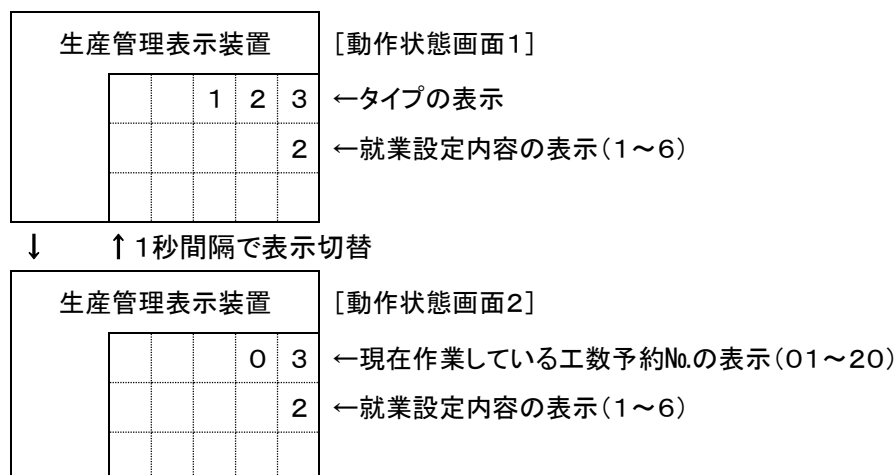 生産管理表示装置 [動作状態画面1]
1 2 3 ←タイプの表示
2 ←就業設定内容の表示(1～6)
↓ ↑1秒間隔で表示切替
生産管理表示装置 [動作状態画面2]
0 3 ←現在作業している工数予約№の表示(01～20)
2 ←就業設定内容の表示(1～6)